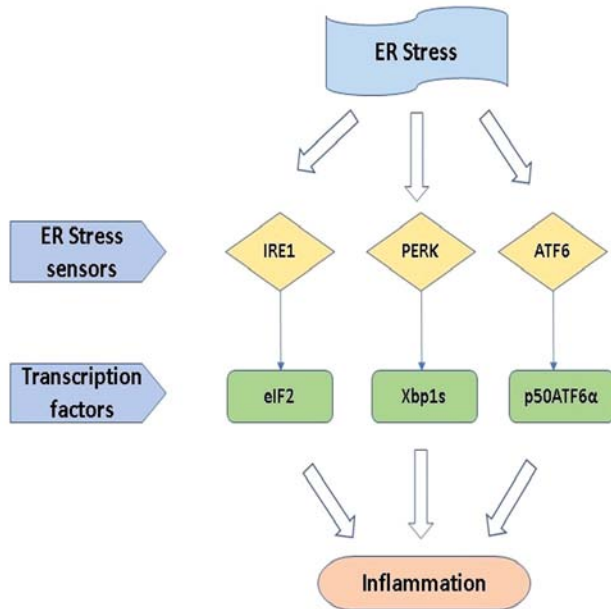 ER Stress
ER Stress
sensors
IRE1
PERK
ATF6
Transcription
factors
eIF2
Xbp1s
p50ATF6α
Inflammation